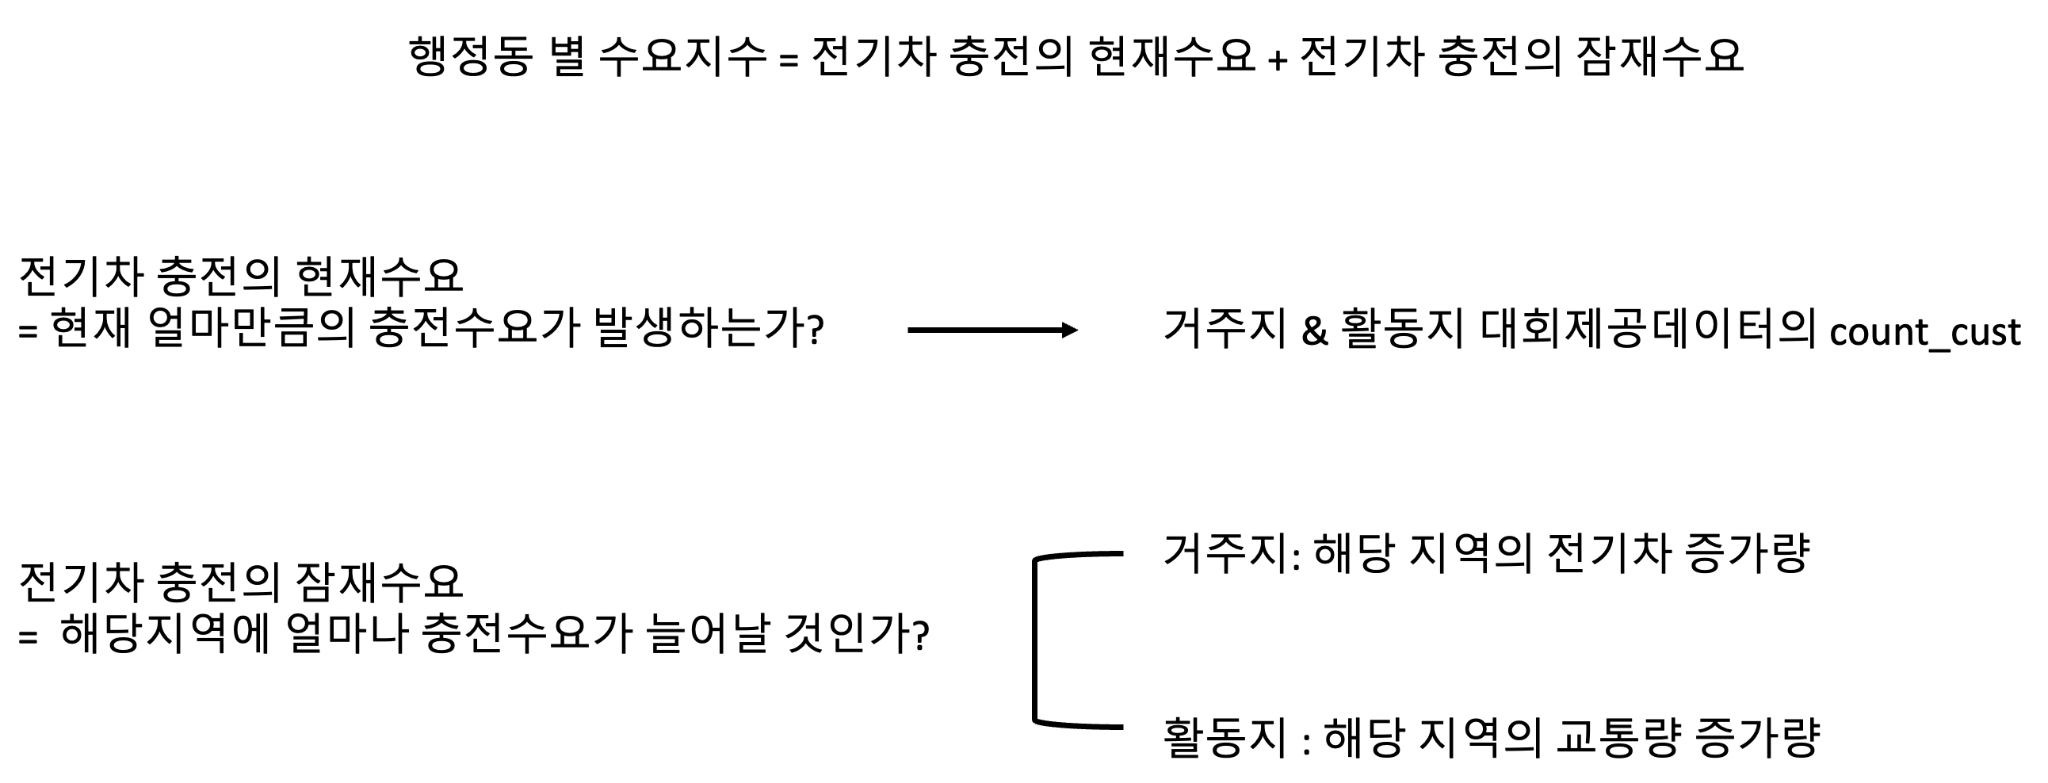 행정동 별 수요지수 = 전기차 충전의 현재수요 + 전기차 충전의 잠재수요
전기차 충전의 현재수요
= 현재 얼마만큼의 충전수요가 발생하는가?
거주지 & 활동지 대회제공데이터의 count_cust
전기차 충전의 잠재수요
= 해당지역에 얼마나 충전수요가 늘어날 것인가?
거주지: 해당 지역의 전기차 증가량
활동지 : 해당 지역의 교통량 증가량